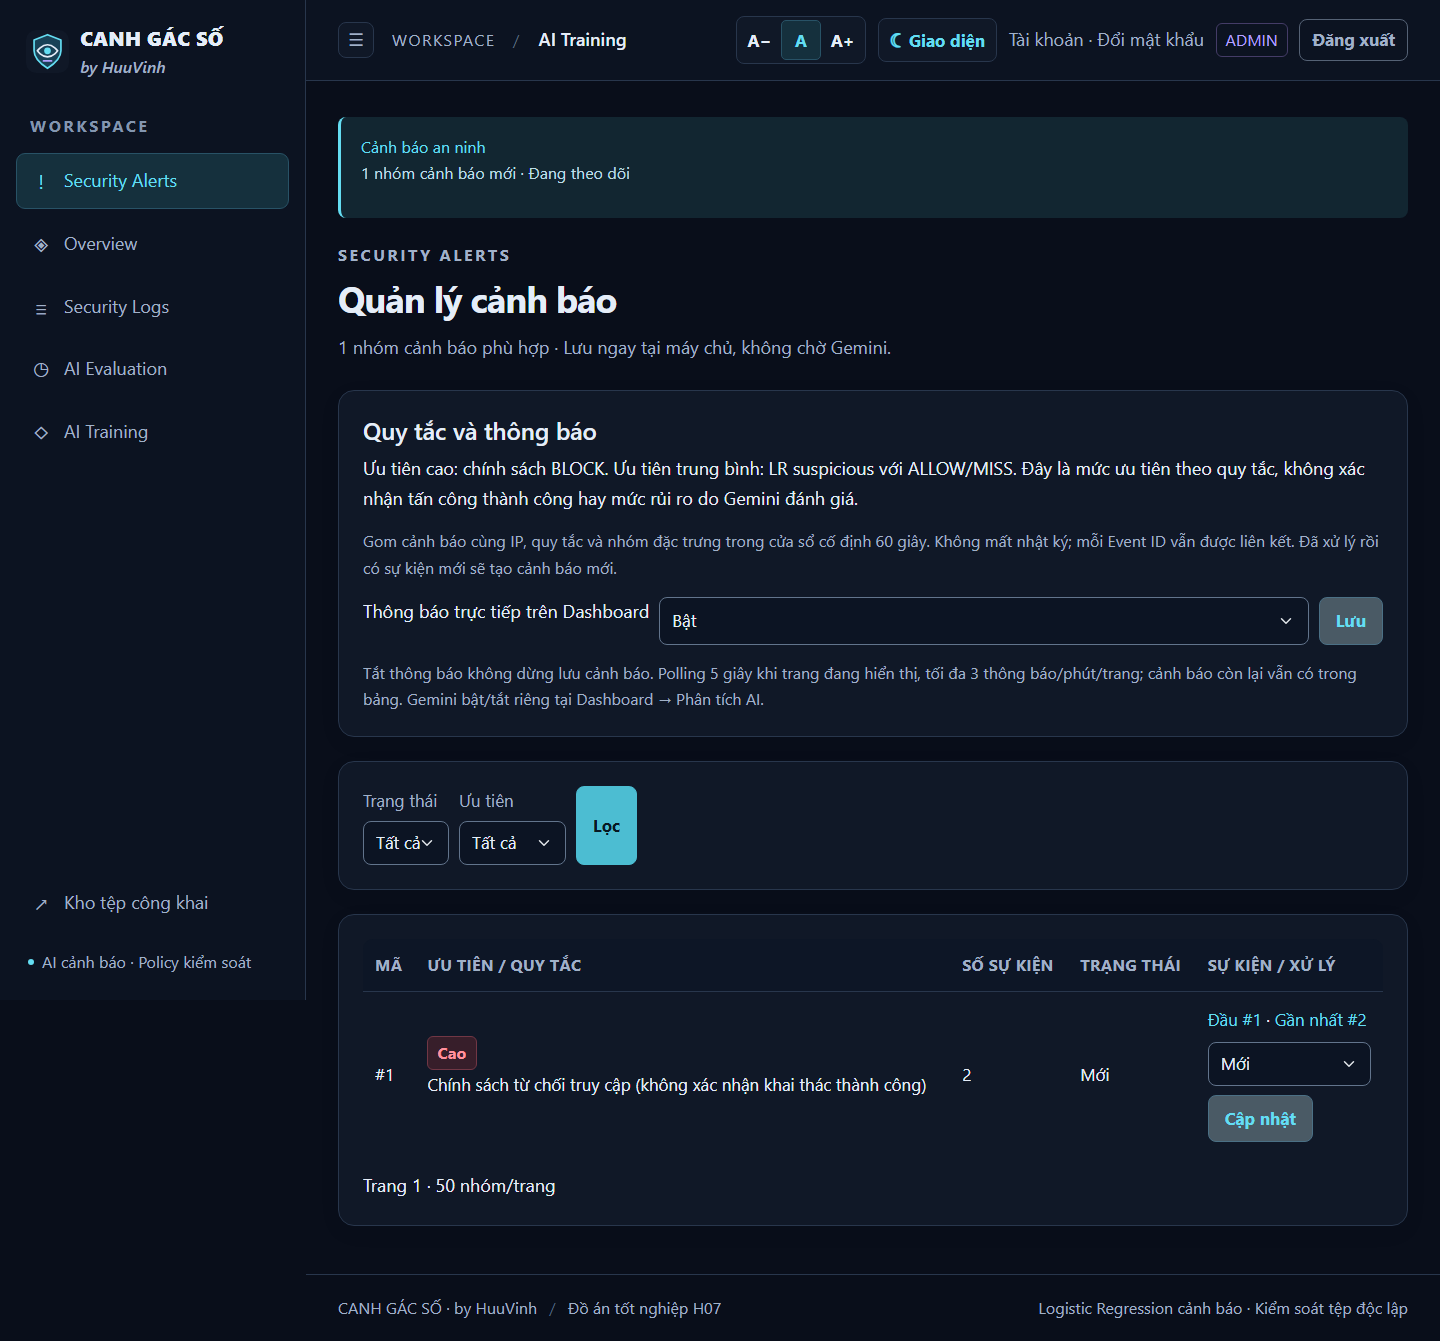 CANH GÁC SỐ
by HuuVinh
WORKSPACE
! Security Alerts
Overview
Security Logs
AI Evaluation
AI Training
Kho tệp công khai
AI cảnh báo · Policy kiểm soát
WORKSPACE / AI Training
A− A A+ Giao diện Tài khoản · Đổi mật khẩu ADMIN Đăng xuất
Cảnh báo an ninh
1 nhóm cảnh báo mới · Đang theo dõi
SECURITY ALERTS
Quản lý cảnh báo
1 nhóm cảnh báo phù hợp · Lưu ngay tại máy chủ, không chờ Gemini.
Quy tắc và thông báo
Ưu tiên cao: chính sách BLOCK. Ưu tiên trung bình: LR suspicious với ALLOW/MISS. Đây là mức ưu tiên theo quy tắc, không xác
nhận tấn công thành công hay mức rủi ro do Gemini đánh giá.
Gom cảnh báo cùng IP, quy tắc và nhóm đặc trưng trong cửa sổ cố định 60 giây. Không mất nhật ký; mỗi Event ID vẫn được liên kết. Đã xử lý rồi
có sự kiện mới sẽ tạo cảnh báo mới.
Thông báo trực tiếp trên Dashboard Bật Lưu
Tắt thông báo không dừng lưu cảnh báo. Polling 5 giây khi trang đang hiển thị, tối đa 3 thông báo/phút/trang; cảnh báo còn lại vẫn có trong
bảng. Gemini bật/tắt riêng tại Dashboard → Phân tích AI.
Trạng thái Ưu tiên
Tất cả Tất cả Lọc
MÃ ƯU TIÊN / QUY TẮC SỐ SỰ KIỆN TRẠNG THÁI SỰ KIỆN / XỬ LÝ
#1 Cao
Chính sách từ chối truy cập (không xác nhận khai thác thành công)
2 Mới
Đầu #1 · Gần nhất #2
Mới
Cập nhật
Trang 1 · 50 nhóm/trang
CANH GÁC SỐ · by HuuVinh / Đồ án tốt nghiệp H07
Logistic Regression cảnh báo · Kiểm soát tệp độc lập